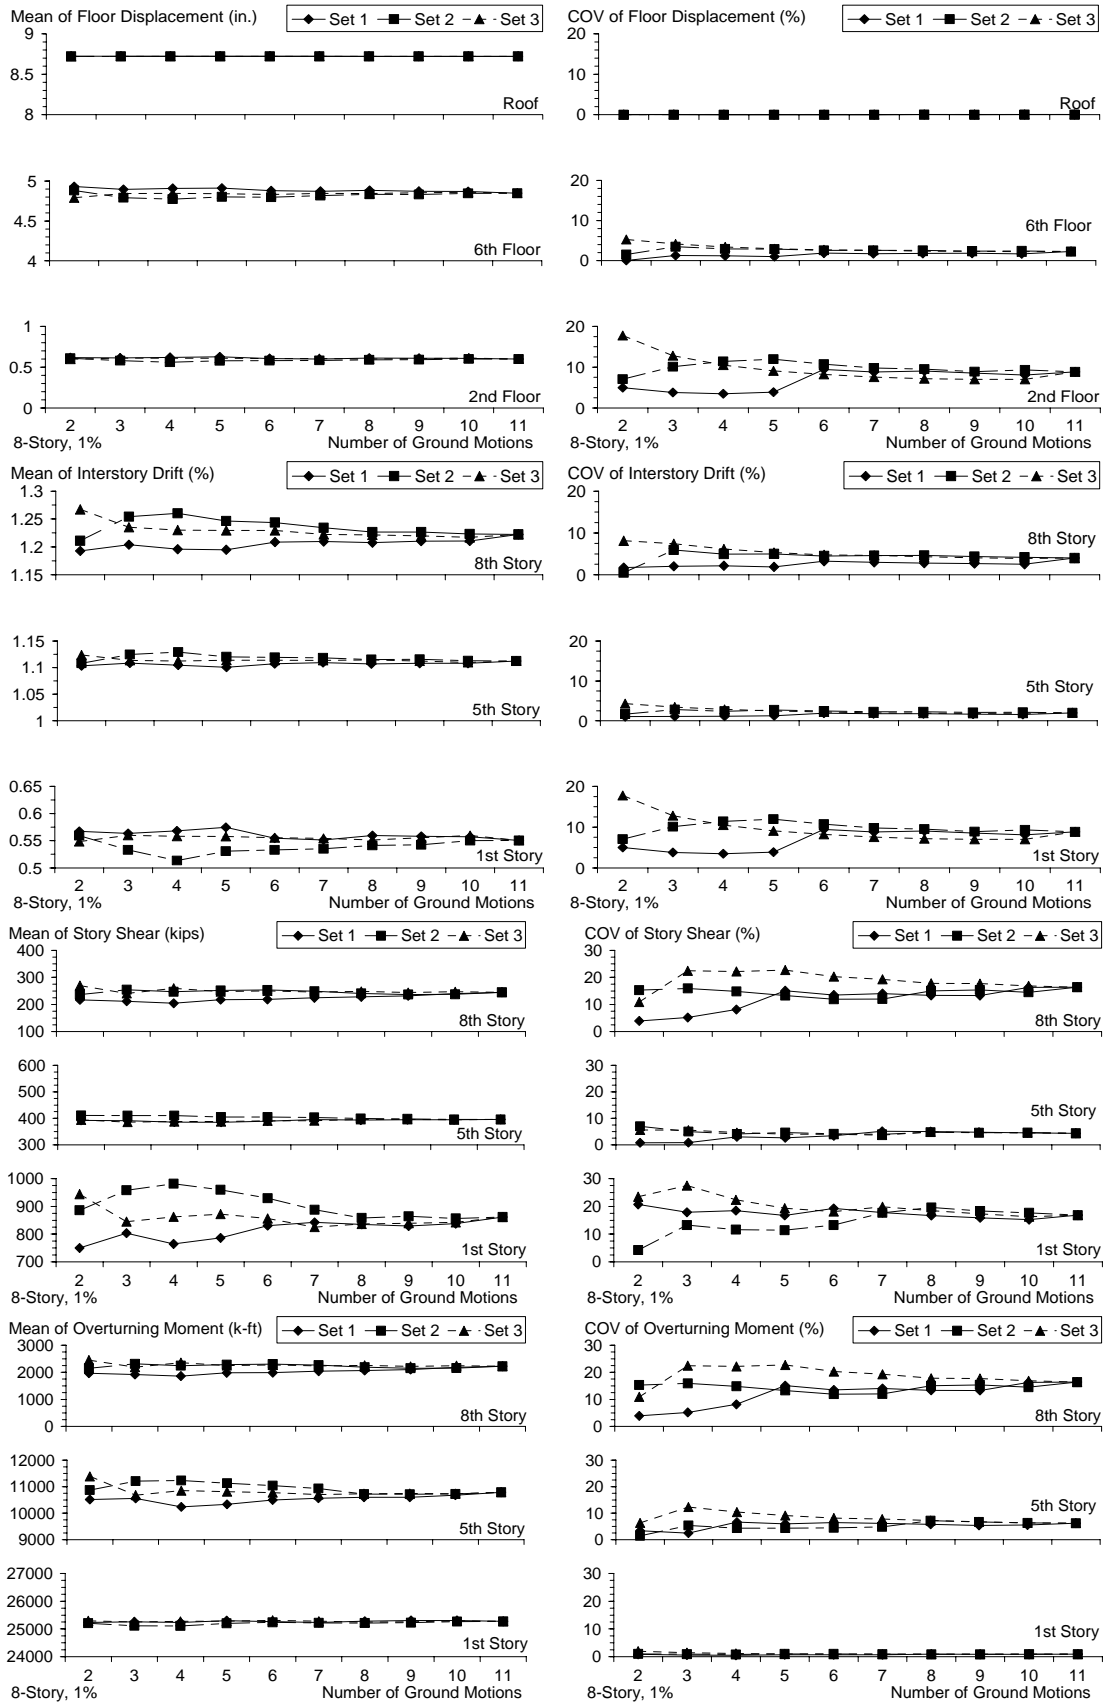 Mean of Floor Displacement (in.)
Set 1 Set 2 Set 3
9
8.5
8
Roof
5
4.5
4
6th Floor
1
0.5
0
2nd Floor
2 3 4 5 6 7 8 9 10 11
8-Story, 1% Number of Ground Motions
COV of Floor Displacement (%)
Set 1 Set 2 Set 3
20
10
0
Roof
20
10
0
6th Floor
20
10
0
2nd Floor
2 3 4 5 6 7 8 9 10 11
8-Story, 1% Number of Ground Motions
Mean of Interstory Drift (%)
Set 1 Set 2 Set 3
1.3
1.25
1.2
1.15
8th Story
1.15
1.1
1.05
1
5th Story
0.65
0.6
0.55
0.5
1st Story
2 3 4 5 6 7 8 9 10 11
8-Story, 1% Number of Ground Motions
COV of Interstory Drift (%)
Set 1 Set 2 Set 3
20
10
0
8th Story
20
10
0
5th Story
20
10
0
1st Story
2 3 4 5 6 7 8 9 10 11
8-Story, 1% Number of Ground Motions
Mean of Story Shear (kips)
Set 1 Set 2 Set 3
400
300
200
100
8th Story
600
500
400
300
5th Story
1000
900
800
700
1st Story
2 3 4 5 6 7 8 9 10 11
8-Story, 1% Number of Ground Motions
COV of Story Shear (%)
Set 1 Set 2 Set 3
30
20
10
0
8th Story
30
20
10
0
5th Story
30
20
10
0
1st Story
2 3 4 5 6 7 8 9 10 11
8-Story, 1% Number of Ground Motions
Mean of Overturning Moment (k-ft)
Set 1 Set 2 Set 3
3000
2000
1000
0
8th Story
12000
11000
10000
9000
5th Story
27000
26000
25000
24000
1st Story
2 3 4 5 6 7 8 9 10 11
8-Story, 1% Number of Ground Motions
COV of Overturning Moment (%)
Set 1 Set 2 Set 3
30
20
10
0
8th Story
30
20
10
0
5th Story
30
20
10
0
1st Story
2 3 4 5 6 7 8 9 10 11
8-Story, 1% Number of Ground Motions